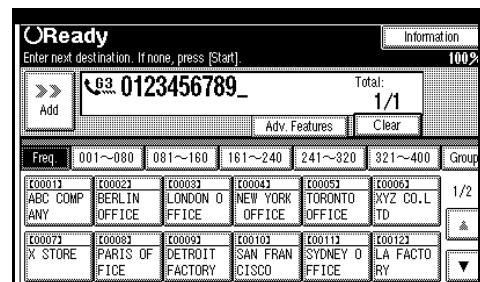 Ready
Information
Enter next destination. If none, press [Start].
100%
Add
G3 0123456789_
Total:
1/1
Adv. Features
Clear
Freq.
001~080
081~160
161~240
241~320
321~400
Group
[0001]
ABC COMP
ANY
[0002]
BERLIN
OFFICE
[0003]
LONDON O
FFICE
[0004]
NEW YORK
OFFICE
[0005]
TORONTO
OFFICE
[0006]
XYZ CO.L
TD
1/2
[0007]
X STORE
[0008]
PARIS OF
FICE
[0009]
DETROIT
FACTORY
[0010]
SAN FRAN
CISCO
[0011]
SYDNEY O
FFICE
[0012]
LA FACTO
RY